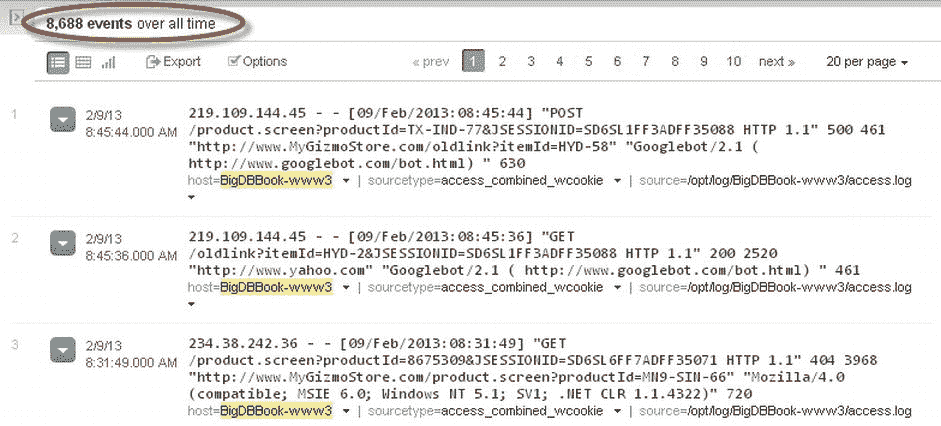 8,688 events over all time
Export Options « prev 1 2 3 4 5 6 7 8 9 10 next » 20 per page
1 2/9/13 219.109.144.45 - - [09/Feb/2013:08:45:44] "POST
8:45:44.000 AM /product.screen?productId=TX-IND-77&JSESSIONID=SD6SL1FF3ADFF35088 HTTP 1.1" 500 461
"http://www.MyGizmoStore.com/oldlink?itemId=HYD-58" "Googlebot/2.1 (
http://www.googlebot.com/bot.html) " 630
host=BigDBBook-www3 | sourcetype=access_combined_wcookie | source=/opt/log/BigDBBook-www3/access.log
2 2/9/13 219.109.144.45 - - [09/Feb/2013:08:45:36] "GET
8:45:36.000 AM /oldlink?itemId=HYD-2&JSESSIONID=SD6SL1FF3ADFF35088 HTTP 1.1" 200 2520
"http://www.yahoo.com" "Googlebot/2.1 ( http://www.googlebot.com/bot.html) " 461
host=BigDBBook-www3 | sourcetype=access_combined_wcookie | source=/opt/log/BigDBBook-www3/access.log
3 2/9/13 234.38.242.36 - - [09/Feb/2013:08:31:49] "GET
8:31:49.000 AM /product.screen?productId=8675309&JSESSIONID=SD6SL6FF7ADFF35071 HTTP 1.1" 404 3968
"http://www.MyGizmoStore.com/product.screen?productId=MN9-SIN-66" "Mozilla/4.0
(compatible; MSIE 6.0; Windows NT 5.1; SV1; .NET CLR 1.1.4322)" 720
host=BigDBBook-www3 | sourcetype=access_combined_wcookie | source=/opt/log/BigDBBook-www3/access.log